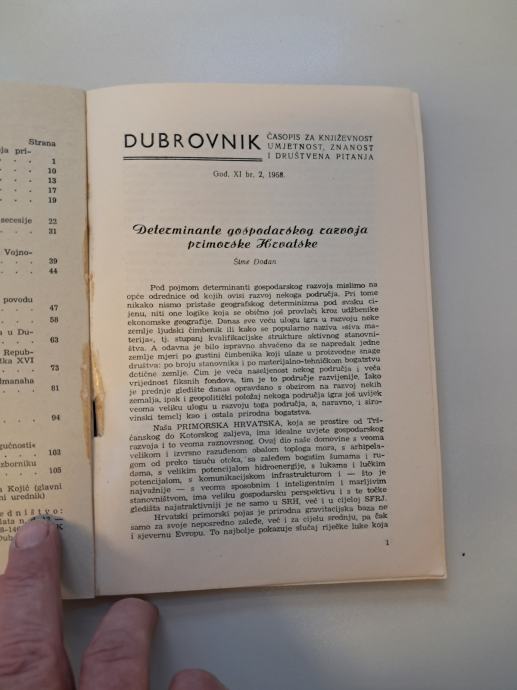 Strana
ja pri-
. . . 1
. . . 10
. . . 13
. . . 17
. . . 19
secesije 22
. . . 31
Vojno-
. . . 39
. . . 44
povodu
. . . 47
. . . 58
a u Du-
. . . 63
Repub-
tka XVI
. . . 73
dmanaha
. . . 81
. . . 94
gućnosti«
. . . 103
zborniku
. . . 105
Kojić (glavni
ni urednik)
edništvo:
DUBROVNIK
ČASOPIS ZA KNJIŽEVNOST
UMJETNOST, ZNANOST
I DRUŠTVENA PITANJA
God. XI br. 2, 1968.
Determinante gospodarskog razvoja
primorske Hrvatske
Šime Đodan
Pod pojmom determinanti gospodarskog razvoja mislimo na
opće odrednice od kojih ovisi razvoj nekoga područja. Pri tome
nikako nismo pristaše geografskog determinizma pod svaku ci-
jenu, niti one logike koja se obično još provlači kroz udžbenike
ekonomske geografije. Danas sve veću ulogu igra u razvoju neke
zemlje ljudski čimbenik ili kako se popularno naziva »siva ma-
terija«, tj. stupanj kvalifikacijske strukture aktivnog stanovni-
štva. A odavna je bilo ispravno shvaćeno da se napredak jedne
zemlje mjeri po gustini čimbenika koji ulaze u proizvodne snage
društva: po broju stanovnika i po materijalno-tehničkom bogatstvu
dotične zemlje. Čim je veća naseljenost nekog područja i veća
vrijednost fiksnih fondova, tim je to područje razvijenije. Iako
je prednje gledište danas opravdano s obzirom na razvoj nekih
zemalja, ipak i geopolitički položaj nekoga područja igra još uvijek
veoma veliku ulogu u razvoju toga područja, a, naravno, i siro-
vinski temelj kao i ostala prirodna bogatstva.
Naša PRIMORSKA HRVATSKA, koja se prostire od Trš-
ćanskog do Kotorskog zaljeva, ima idealne uvjete gospodarskog
razvoja i to veoma raznovrsnog. Ovaj dio naše domovine s veoma
velikom i izvrsno razuđenom obalom toploga mora, s arhipela-
gom od preko tisuću otoka, sa zaleđem bogatim šumama i ru-
dama, s velikim potencijalom hidroenergije, s lukama i lučkim
potencijalom, s komunikacijskom infrastrukturom i — što je
najvažnije — s veoma sposobnim i inteligentnim i marljivim
stanovništvom, ima veliku gospodarsku perspektivu i s te točke
gledišta najatraktivniji je ne samo u SRH, već i u cijeloj SFRJ.
Hrvatski primorski pojas je prirodna gravitacijska baza ne
samo za svoje neposredno zaleđe, već i za cijelu srednju, pa čak
i sjevernu Evropu. To najbolje pokazuje slučaj riječke luke koja
1